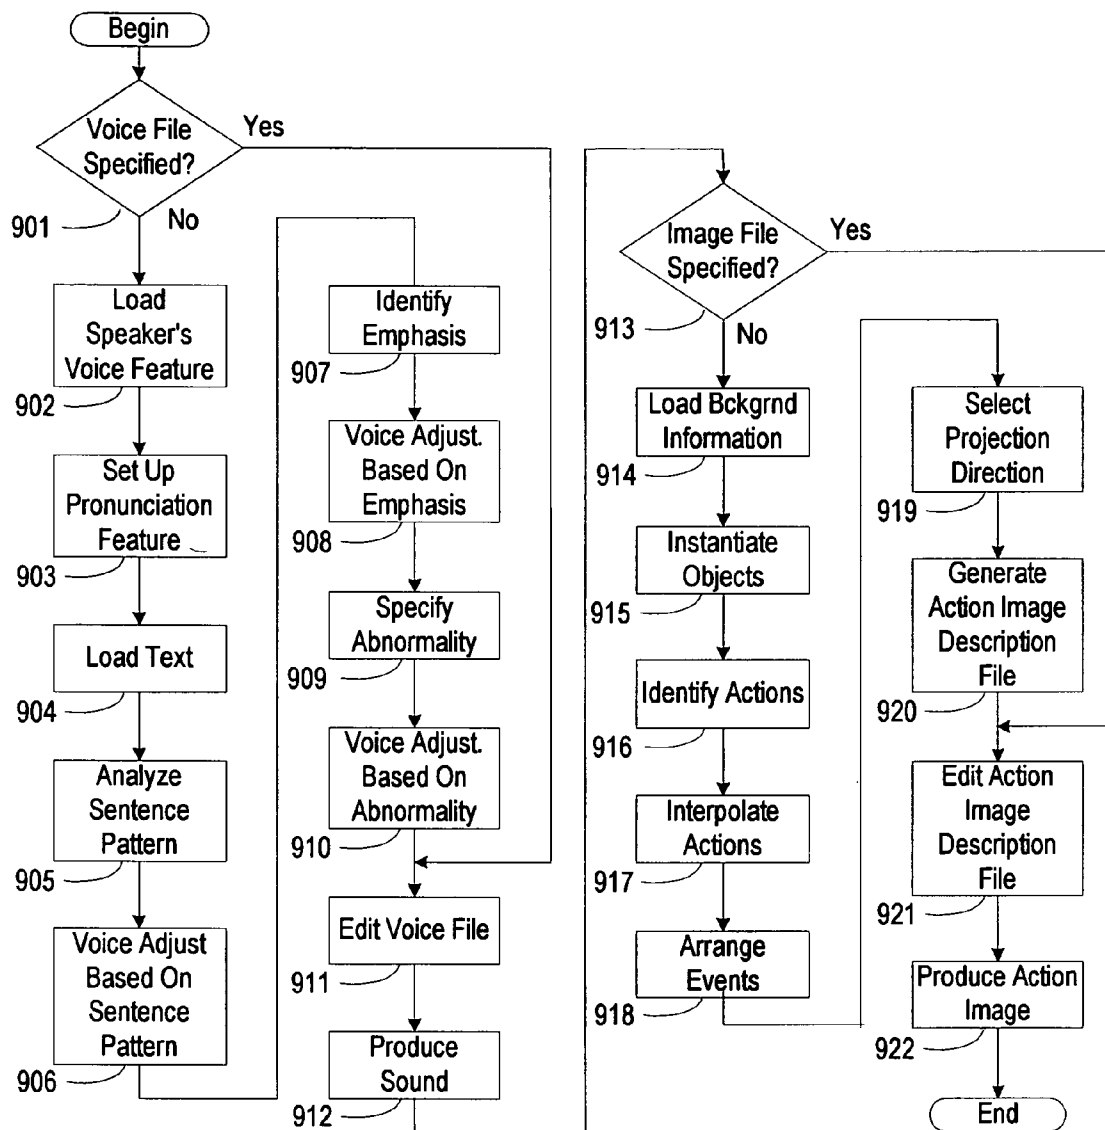 Begin
Voice File
Specified?
Yes
No
901
Load
Speaker's
Voice Feature
902
Set Up
Pronunciation
Feature
903
Load Text
904
Analyze
Sentence
Pattern
905
Voice Adjust
Based On
Sentence
Pattern
906
Identify
Emphasis
907
Voice Adjust.
Based On
Emphasis
908
Specify
Abnormality
909
Voice Adjust.
Based On
Abnormality
910
Edit Voice File
911
Produce
Sound
912
Image File
Specified?
Yes
No
913
Load Bckgrnd
Information
914
Instantiate
Objects
915
Identify Actions
916
Interpolate
Actions
917
Arrange
Events
918
Select
Projection
Direction
919
Generate
Action Image
Description
File
920
Edit Action
Image
Description
File
921
Produce Action
Image
922
End